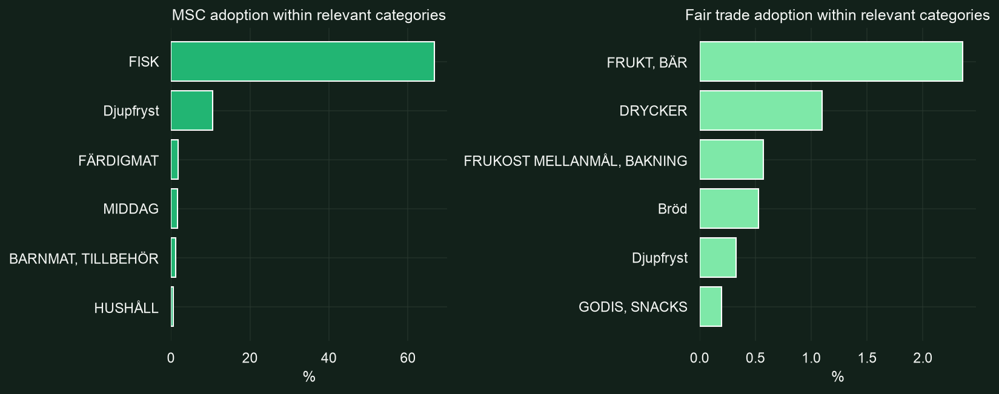 MSC adoption within relevant categories
FISK
Djupfryst
FÄRDIGMAT
MIDDAG
BARNMAT, TILLBEHÖR
HUSHÅLL
0 20 40 60
%
Fair trade adoption within relevant categories
FRUKT, BÄR
DRYCKER
FRUKOST MELLANMÅL, BAKNING
Bröd
Djupfryst
GODIS, SNACKS
0.0 0.5 1.0 1.5 2.0
%